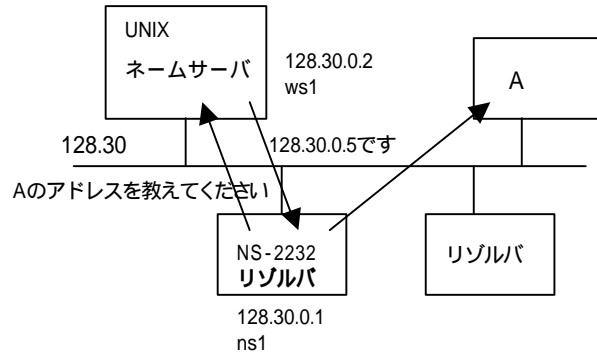 UNIX
ネームサーバ
128.30.0.2
ws1
A
128.30
128.30.0.5です
Aのアドレスを教えてください
NS-2232
リゾルバ
リゾルバ
128.30.0.1
ns1